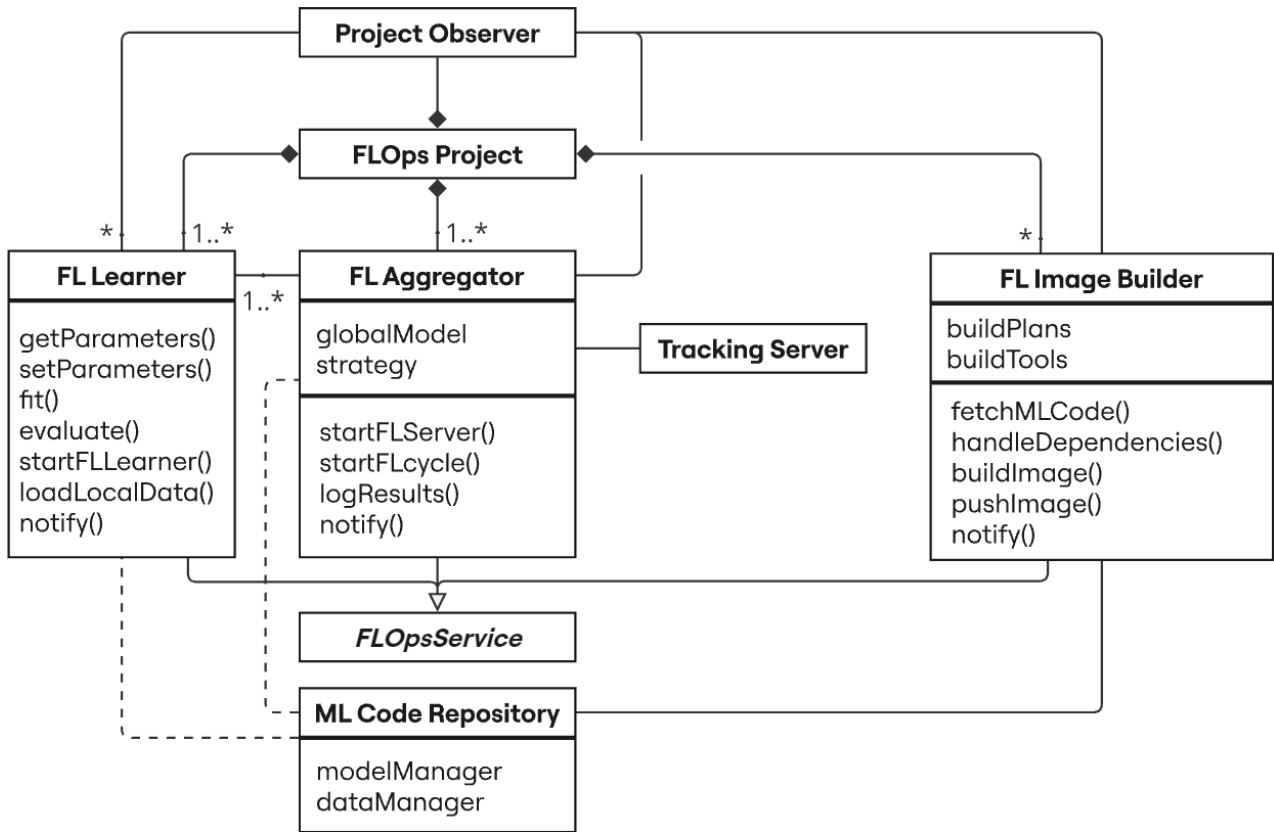 Project Observer
FLOps Project
*
1..*
1..*
*
FL Learner
getParameters()
setParameters()
fit()
evaluate()
startFLLearner()
loadLocalData()
notify()
1..*
FL Aggregator
globalModel
strategy
startFLServer()
startFLcycle()
logResults()
notify()
Tracking Server
FL Image Builder
buildPlans
buildTools
fetchMLCode()
handleDependencies()
buildImage()
pushImage()
notify()
FLOpsService
ML Code Repository
modelManager
dataManager